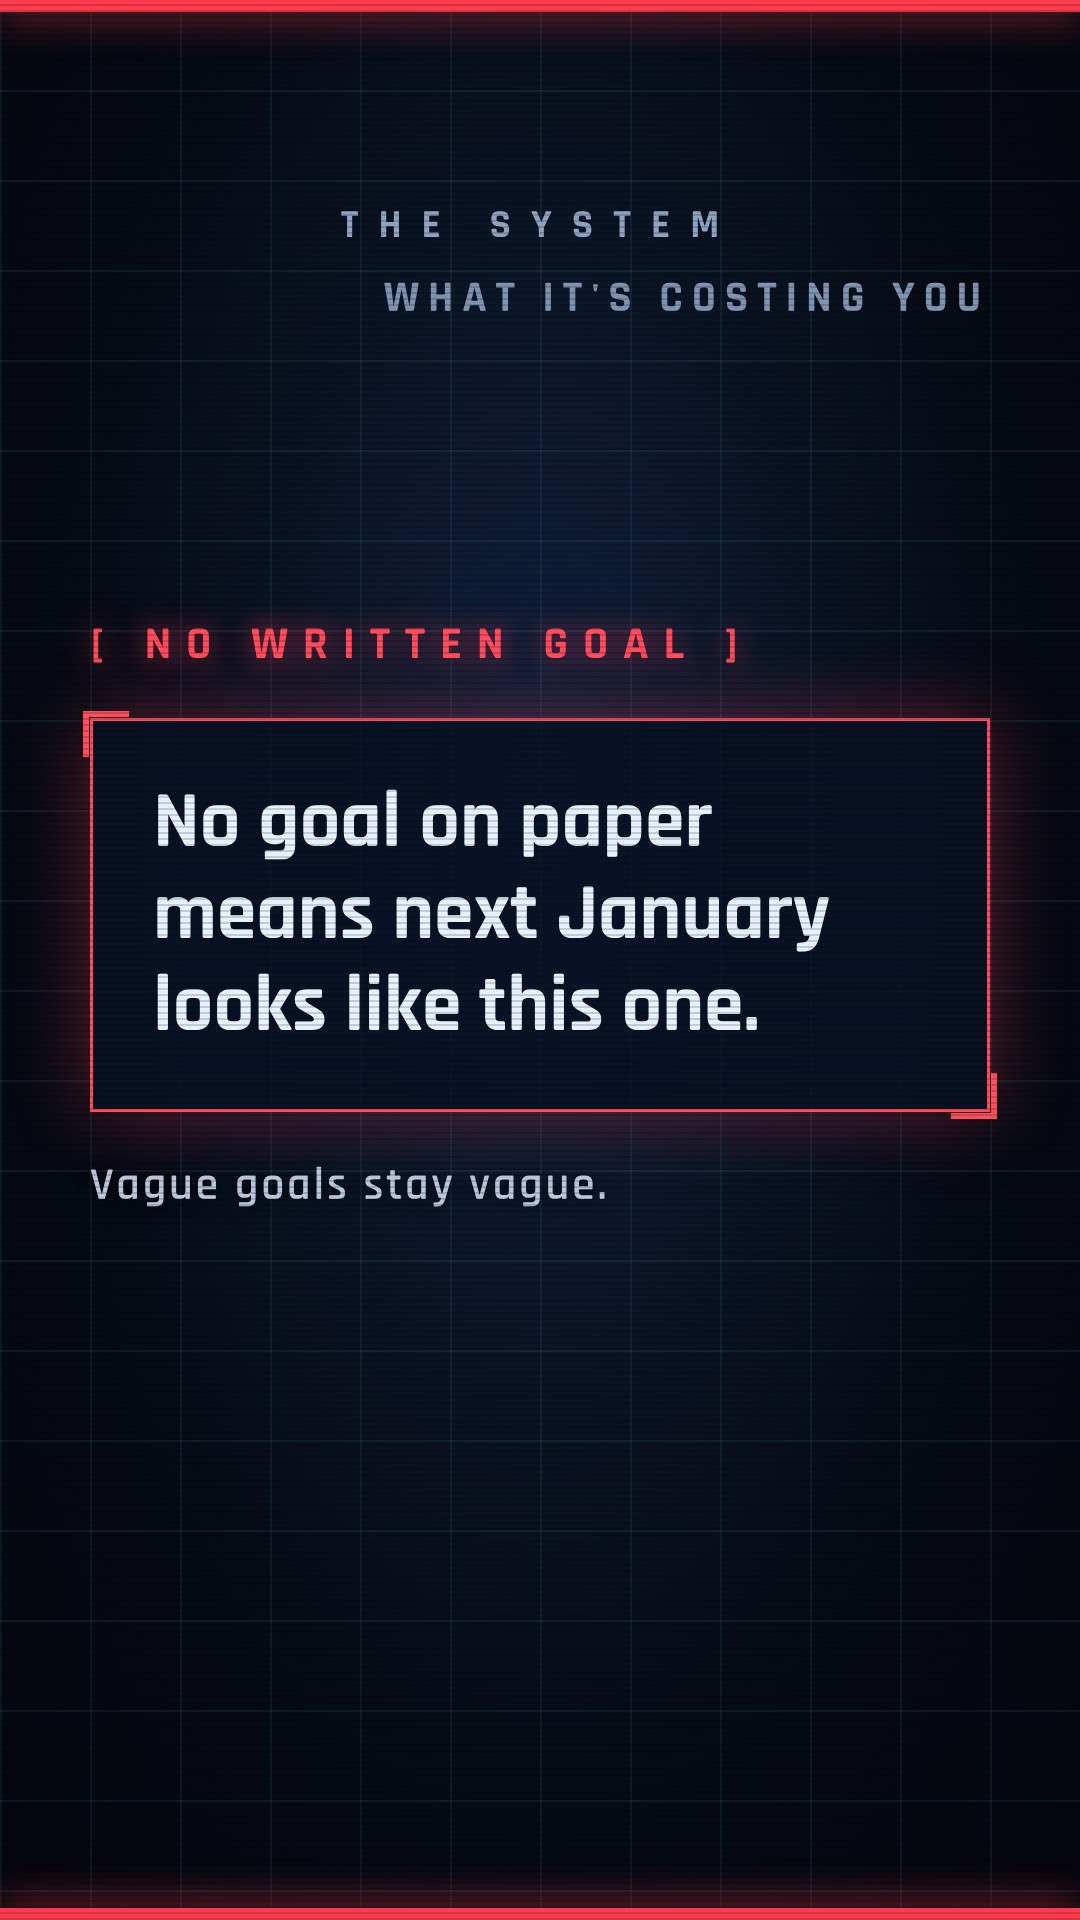 THE SYSTEM
WHAT IT'S COSTING YOU
[ NO WRITTEN GOAL ]
No goal on paper
means next January
looks like this one.
Vague goals stay vague.